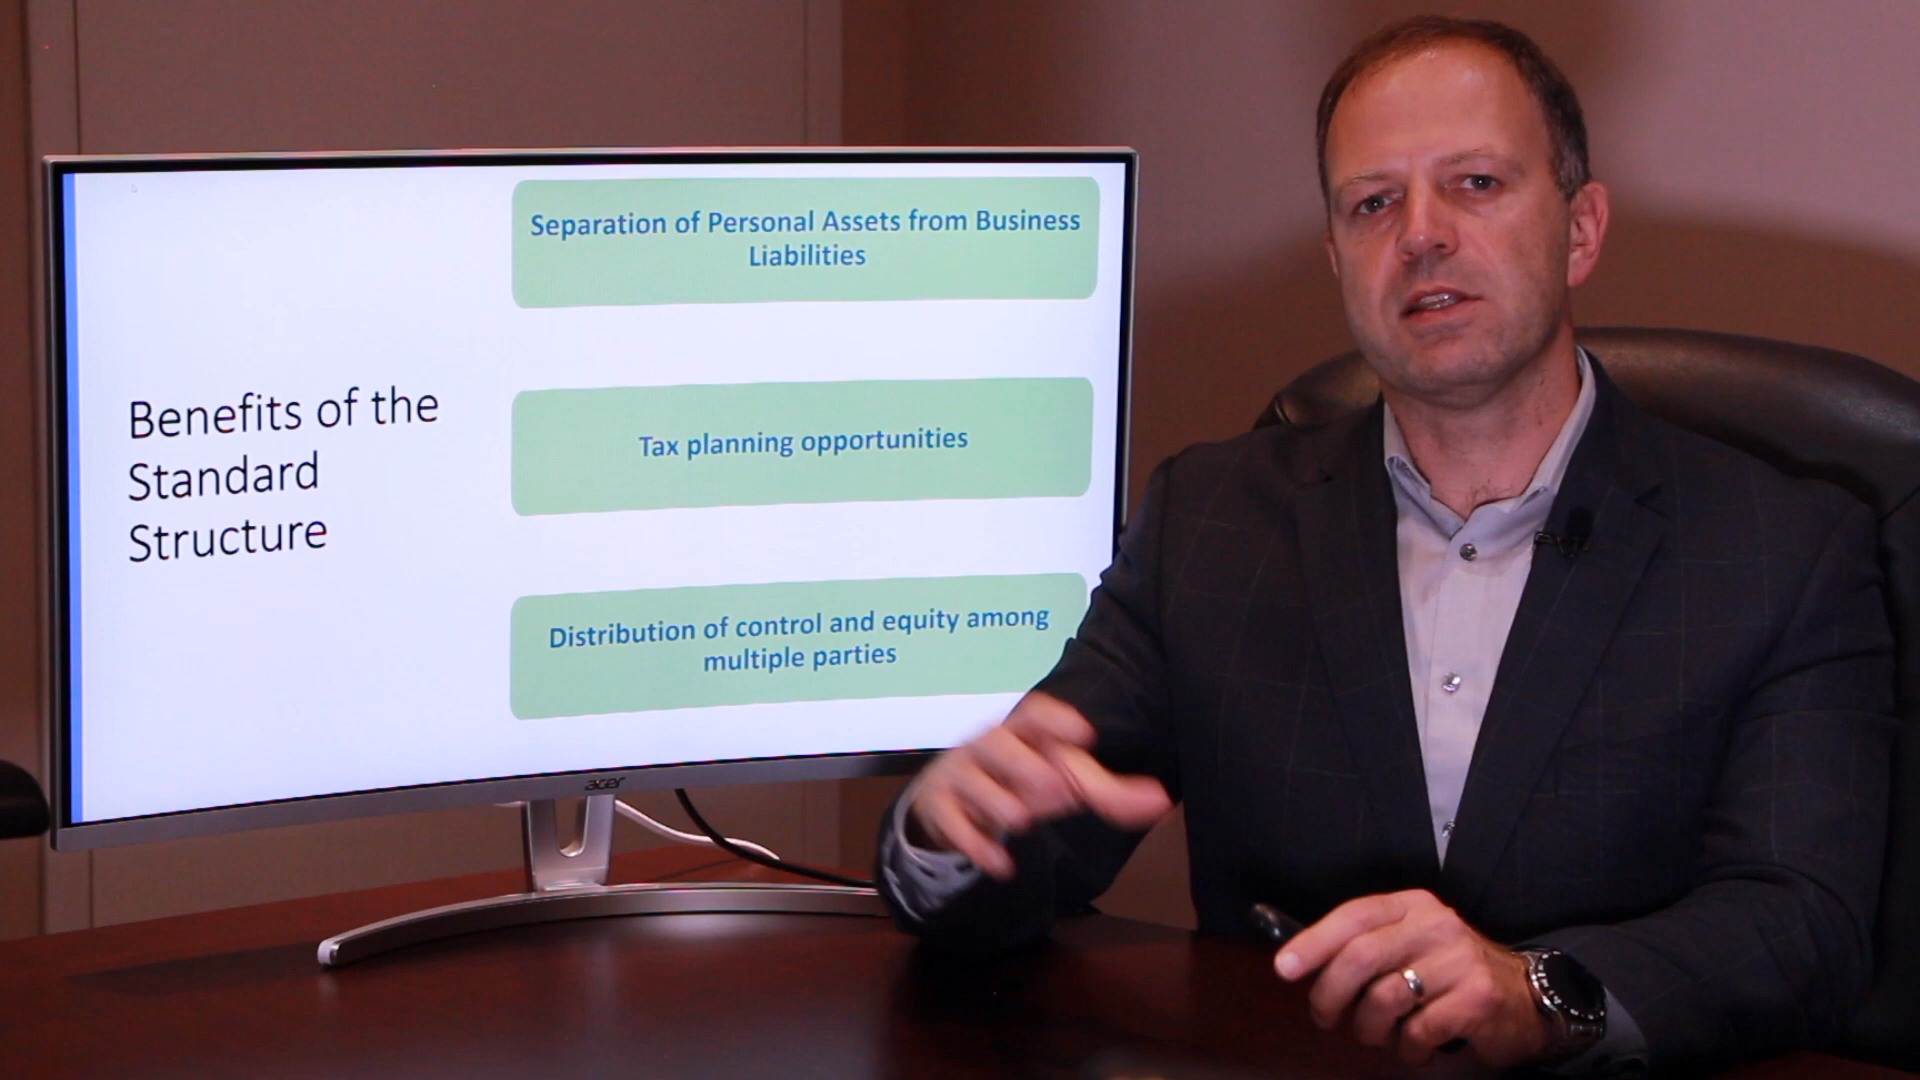 Benefits of the
Standard
Structure
Separation of Personal Assets from Business
Liabilities
Tax planning opportunities
Distribution of control and equity among
multiple parties
acer